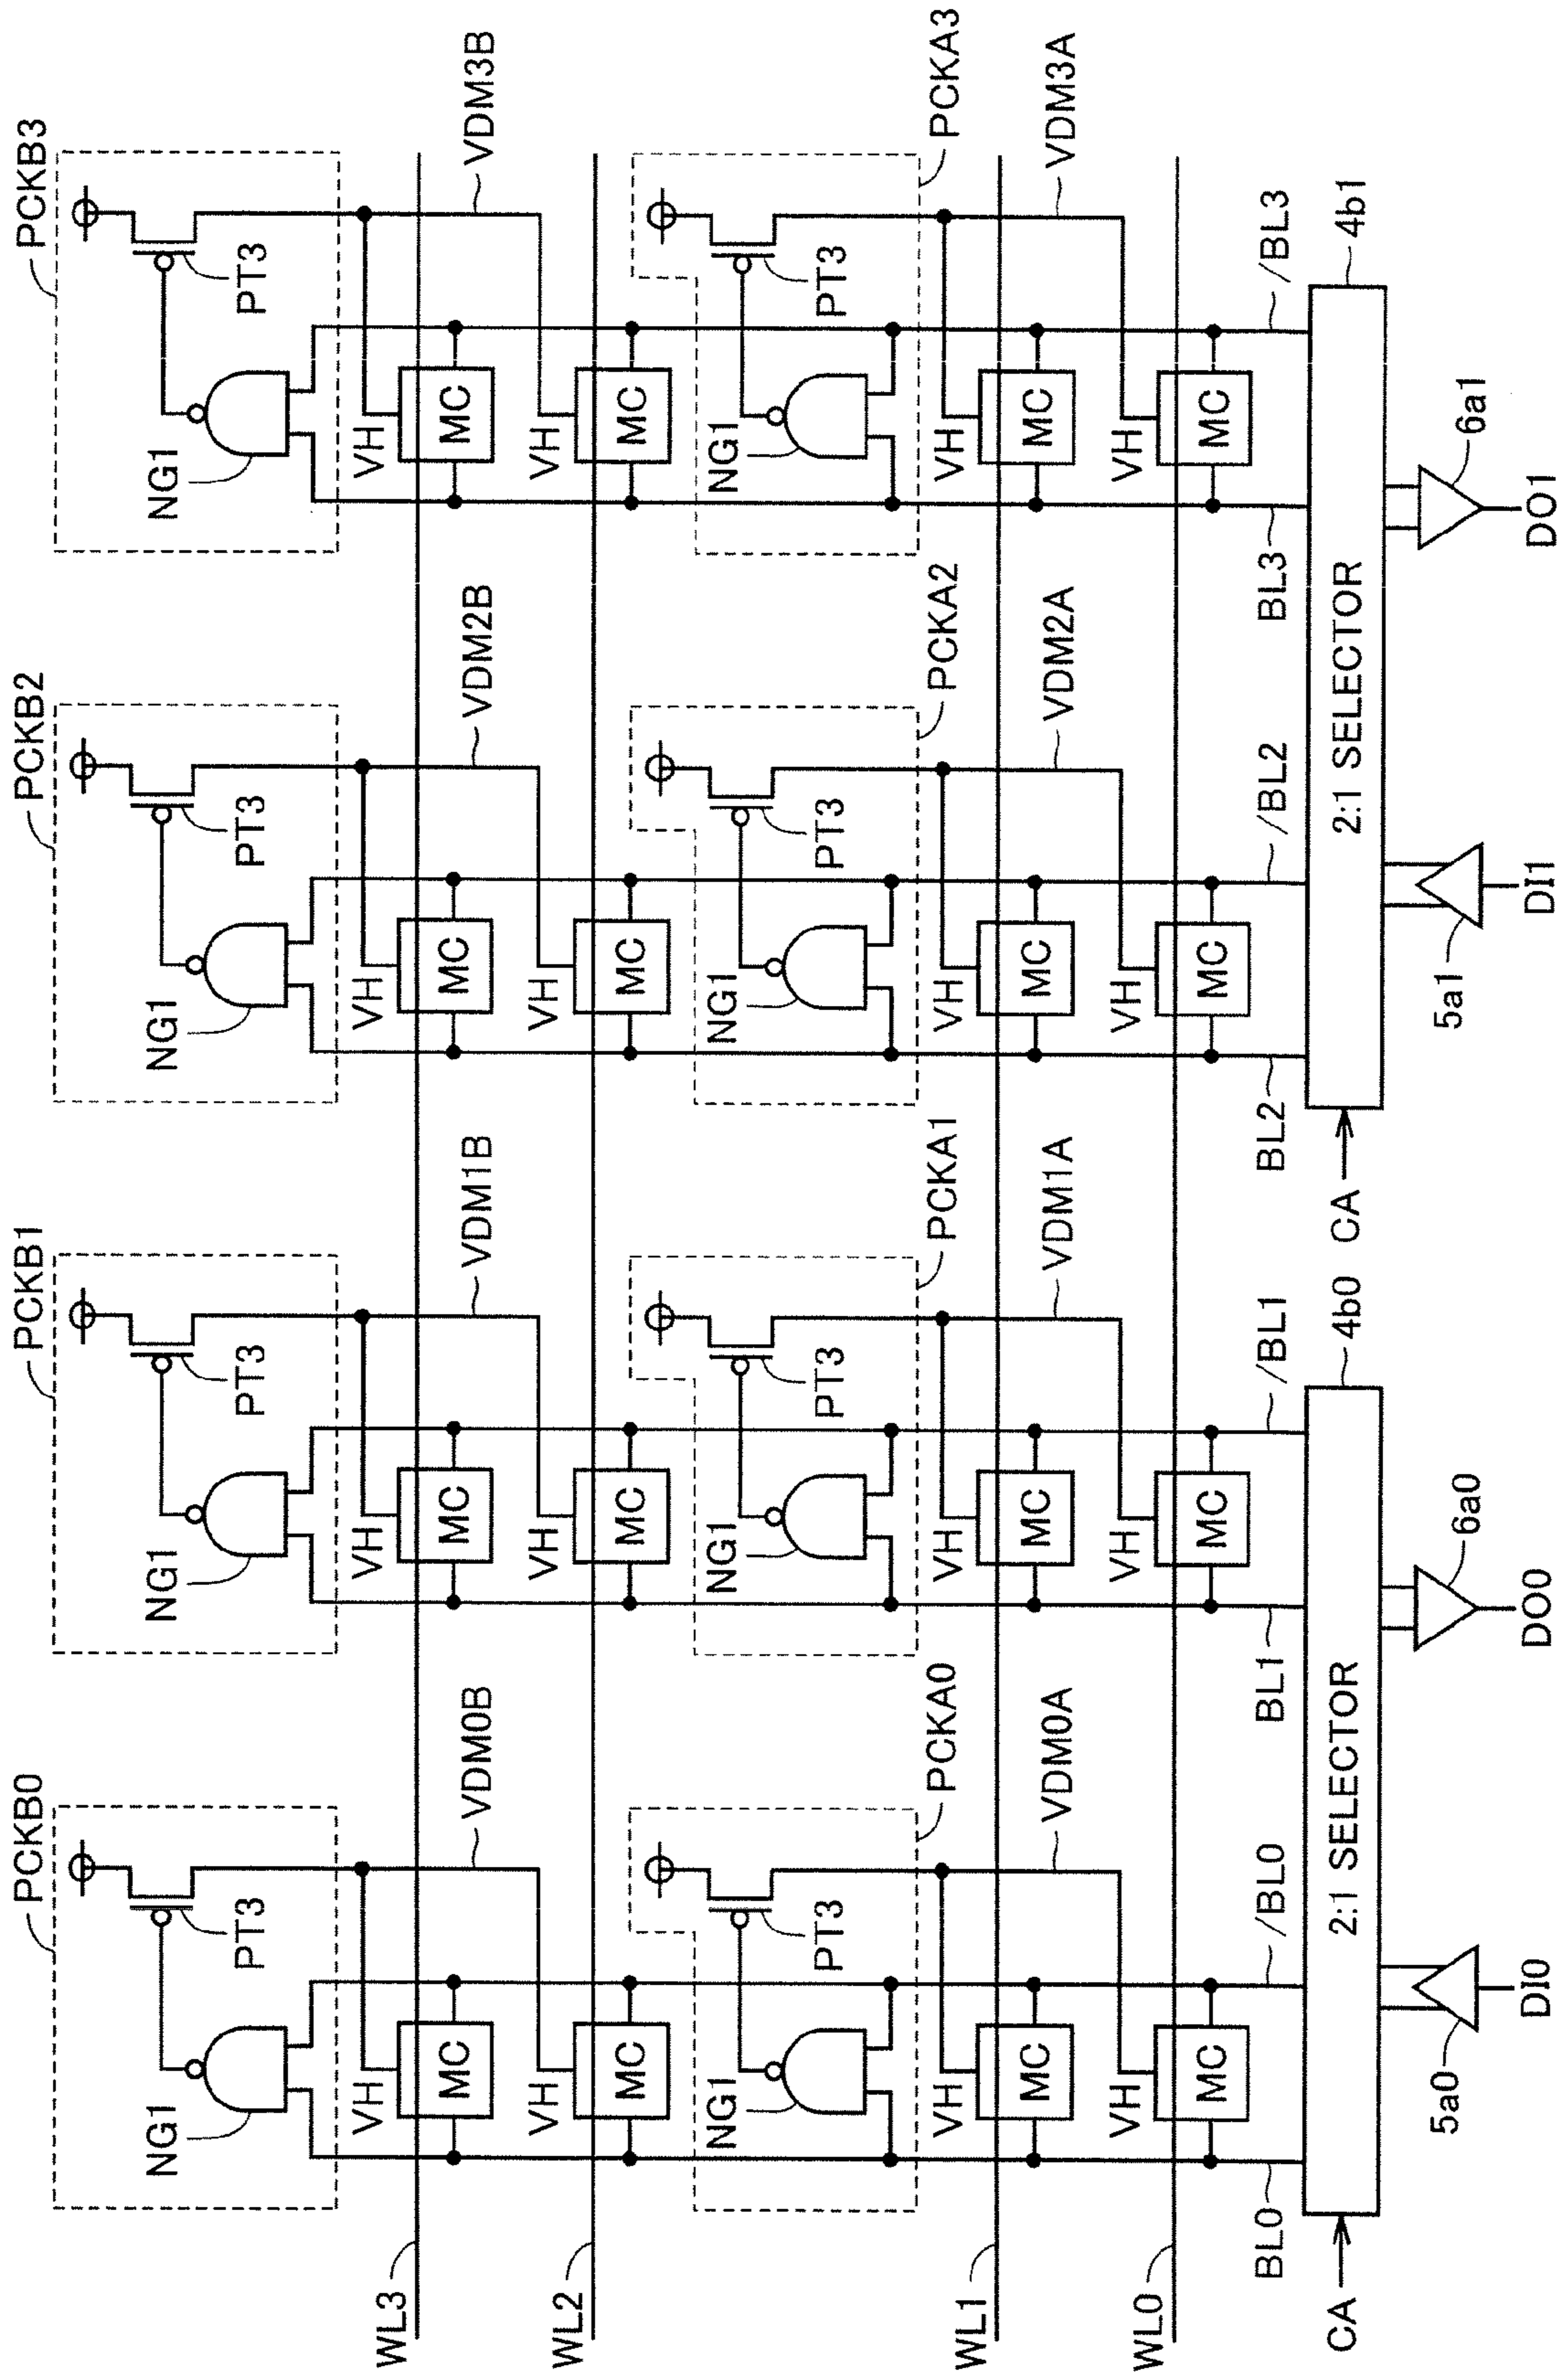 PCKB0
PCKB1
PCKB2
PCKB3
PT3
PT3
PT3
PT3
NG1
NG1
NG1
NG1
VH
VH
VH
VH
WL3
MC
MC
MC
MC
VDM0B
VDM1B
VDM2B
VDM3B
VH
VH
VH
VH
WL2
MC
MC
MC
MC
PT3
PT3
PT3
PT3
NG1
NG1
NG1
NG1
PCKA0
PCKA1
PCKA2
PCKA3
VH
VH
VH
VH
WL1
MC
MC
MC
MC
VDM0A
VDM1A
VDM2A
VDM3A
VH
VH
VH
VH
WL0
MC
MC
MC
MC
BL0
/BL0
BL1
/BL1
BL2
/BL2
BL3
/BL3
CA
2:1 SELECTOR
4b0
CA
2:1 SELECTOR
4b1
5a0
6a0
5a1
6a1
DI0
DO0
DI1
DO1